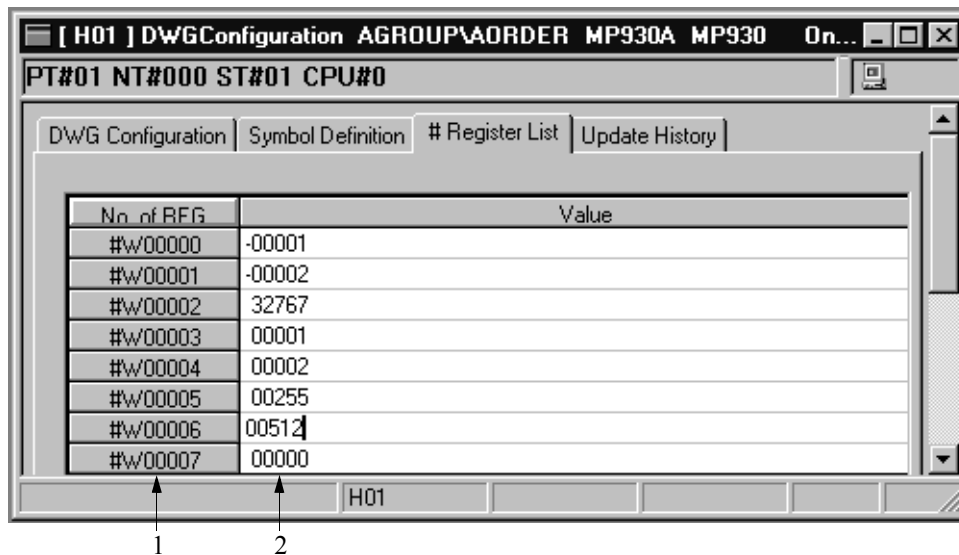 [ H01 ] DWGConfiguration AGROUP\AORDER MP930A MP930 On...
PT#01 NT#000 ST#01 CPU#0
DWG Configuration Symbol Definition # Register List Update History
No. of REG Value
#W00000 -00001
#W00001 -00002
#W00002 32767
#W00003 00001
#W00004 00002
#W00005 00255
#W00006 00512
#W00007 00000
H01
1 2